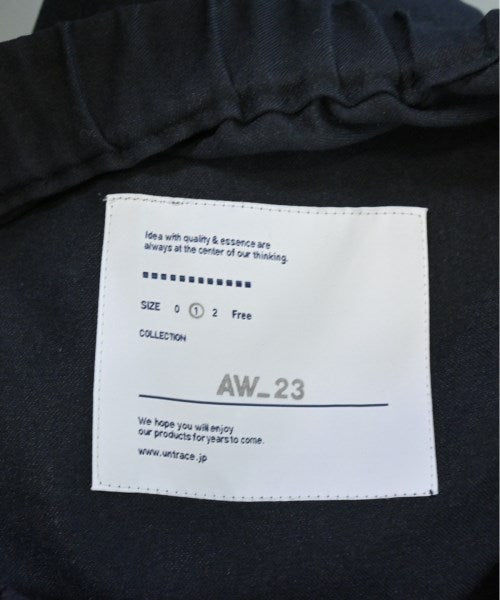 Idea with quality & essence are
always at the center of our thinking.
SIZE 0 1 2 Free
COLLECTION
AW_23
We hope you will enjoy
our products for years to come.
www.untrace.jp